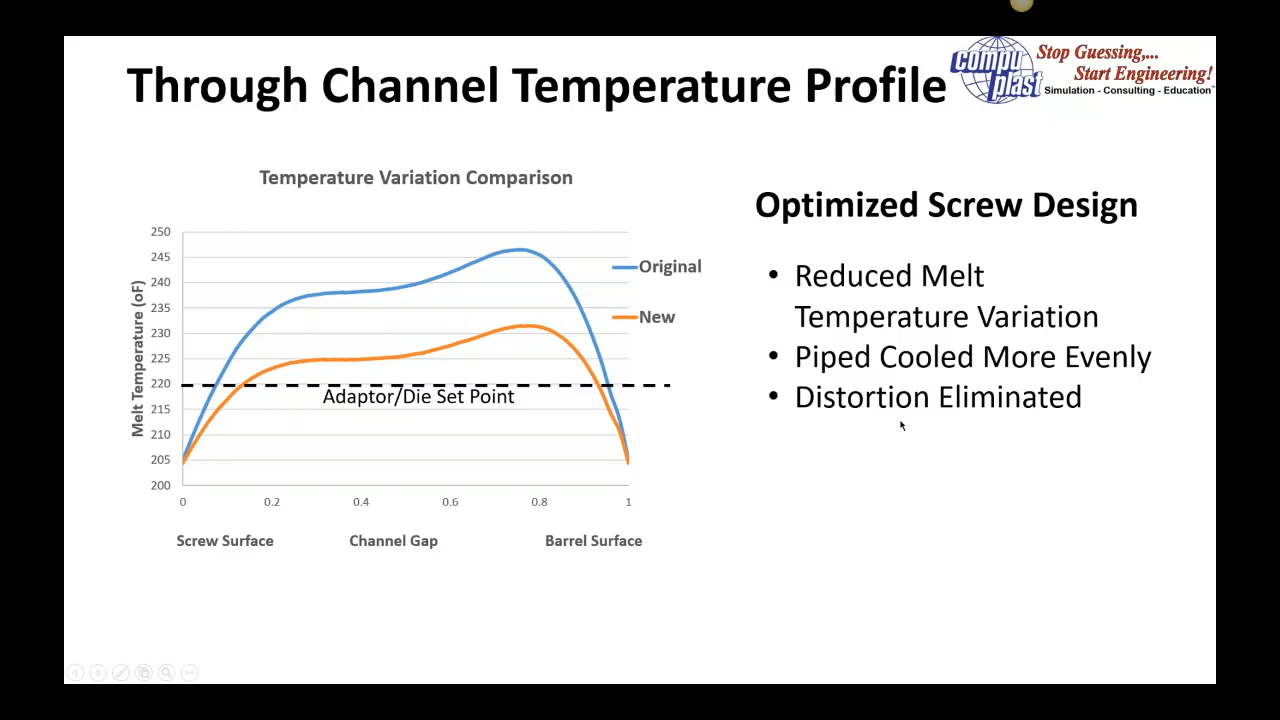 Through Channel Temperature Profile
compu
plast
Stop Guessing,...
Start Engineering!
Simulation - Consulting - Education
Temperature Variation Comparison
Melt Temperature (oF)
250
245
240
235
230
225
220
215
210
205
200
Original
New
Adaptor/Die Set Point
0
0.2
0.4
0.6
0.8
1
Screw Surface
Channel Gap
Barrel Surface
Optimized Screw Design
• Reduced Melt
Temperature Variation
• Piped Cooled More Evenly
• Distortion Eliminated